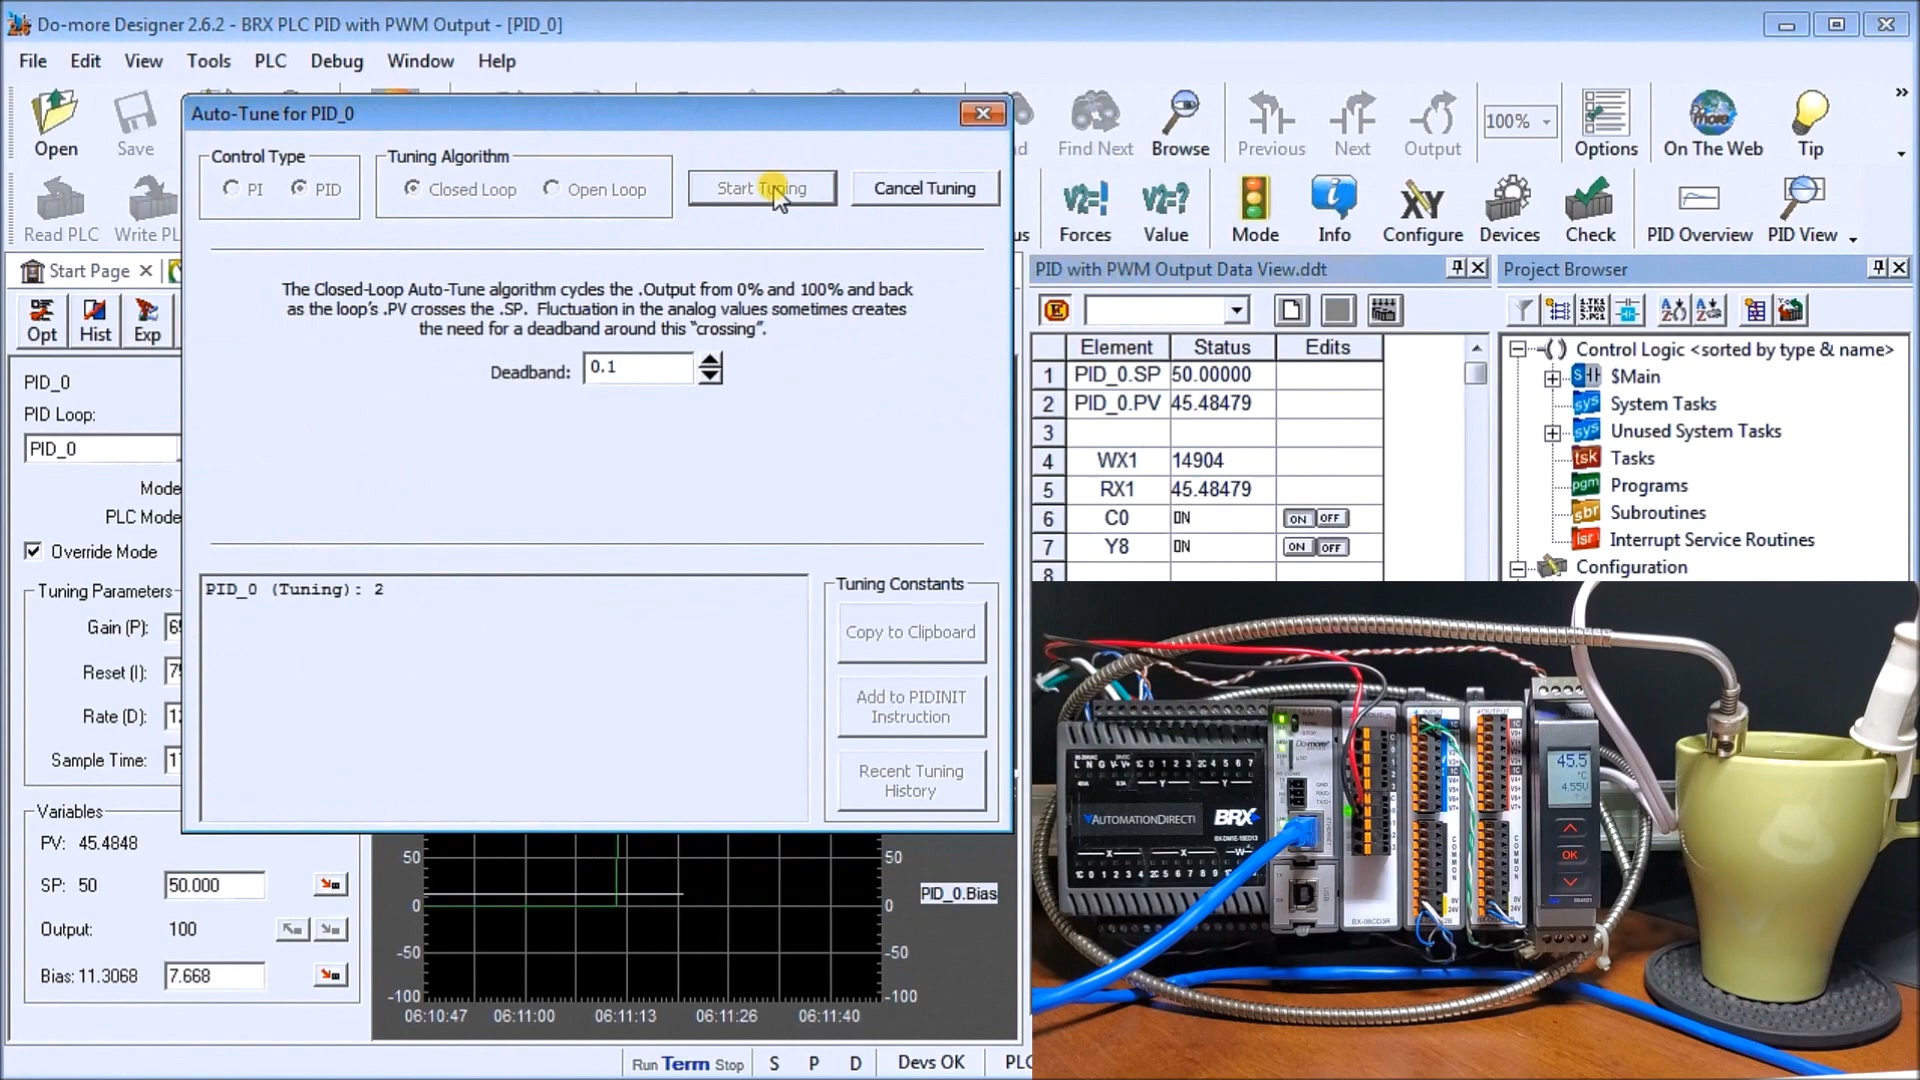 Do-more Designer 2.6.2 - BRX PLC PID with PWM Output - [PID_0]
File Edit View Tools PLC Debug Window Help
Open Save
Find Next Browse Previous Next Output 100% Options On The Web Tip
Read PLC
Forces Value Mode Info Configure Devices Check PID Overview PID View
Auto-Tune for PID_0
Control Type
PI PID
Tuning Algorithm
Closed Loop Open Loop
Start Tuning Cancel Tuning
The Closed-Loop Auto-Tune algorithm cycles the .Output from 0% and 100% and back
as the loop's .PV crosses the .SP. Fluctuation in the analog values sometimes creates
the need for a deadband around this "crossing".
Deadband: 0.1
PID_0 (Tuning): 2
Tuning Constants
Copy to Clipboard
Add to PIDINIT
Instruction
Recent Tuning
History
Start Page
Opt Hist Exp
PID_0
PID Loop:
PID_0
Mode
PLC Mode
Override Mode
Tuning Parameters
Gain (P):
Reset (I):
Rate (D):
Sample Time:
Variables
PV: 45.4848
SP: 50 50.000
Output: 100
Bias: 11.3068 7.668
50 50
0 0
-50 -50
-100 -100
PID_0.Bias
06:10:47 06:11:00 06:11:13 06:11:26 06:11:40
Run Term Stop S P D Devs OK
PID with PWM Output Data View.ddt
Element Status Edits
1 PID_0.SP 50.00000
2 PID_0.PV 45.48479
3
4 WX1 14904
5 RX1 45.48479
6 C0 ON ON OFF
7 Y8 ON ON OFF
8
Project Browser
Control Logic <sorted by type & name>
$Main
sys System Tasks
sys Unused System Tasks
tsk Tasks
pgm Programs
sbr Subroutines
isr Interrupt Service Routines
Configuration
AUTOMATIONDIRECT
BRX
Do-more
45.5
°C
4.55V
OK